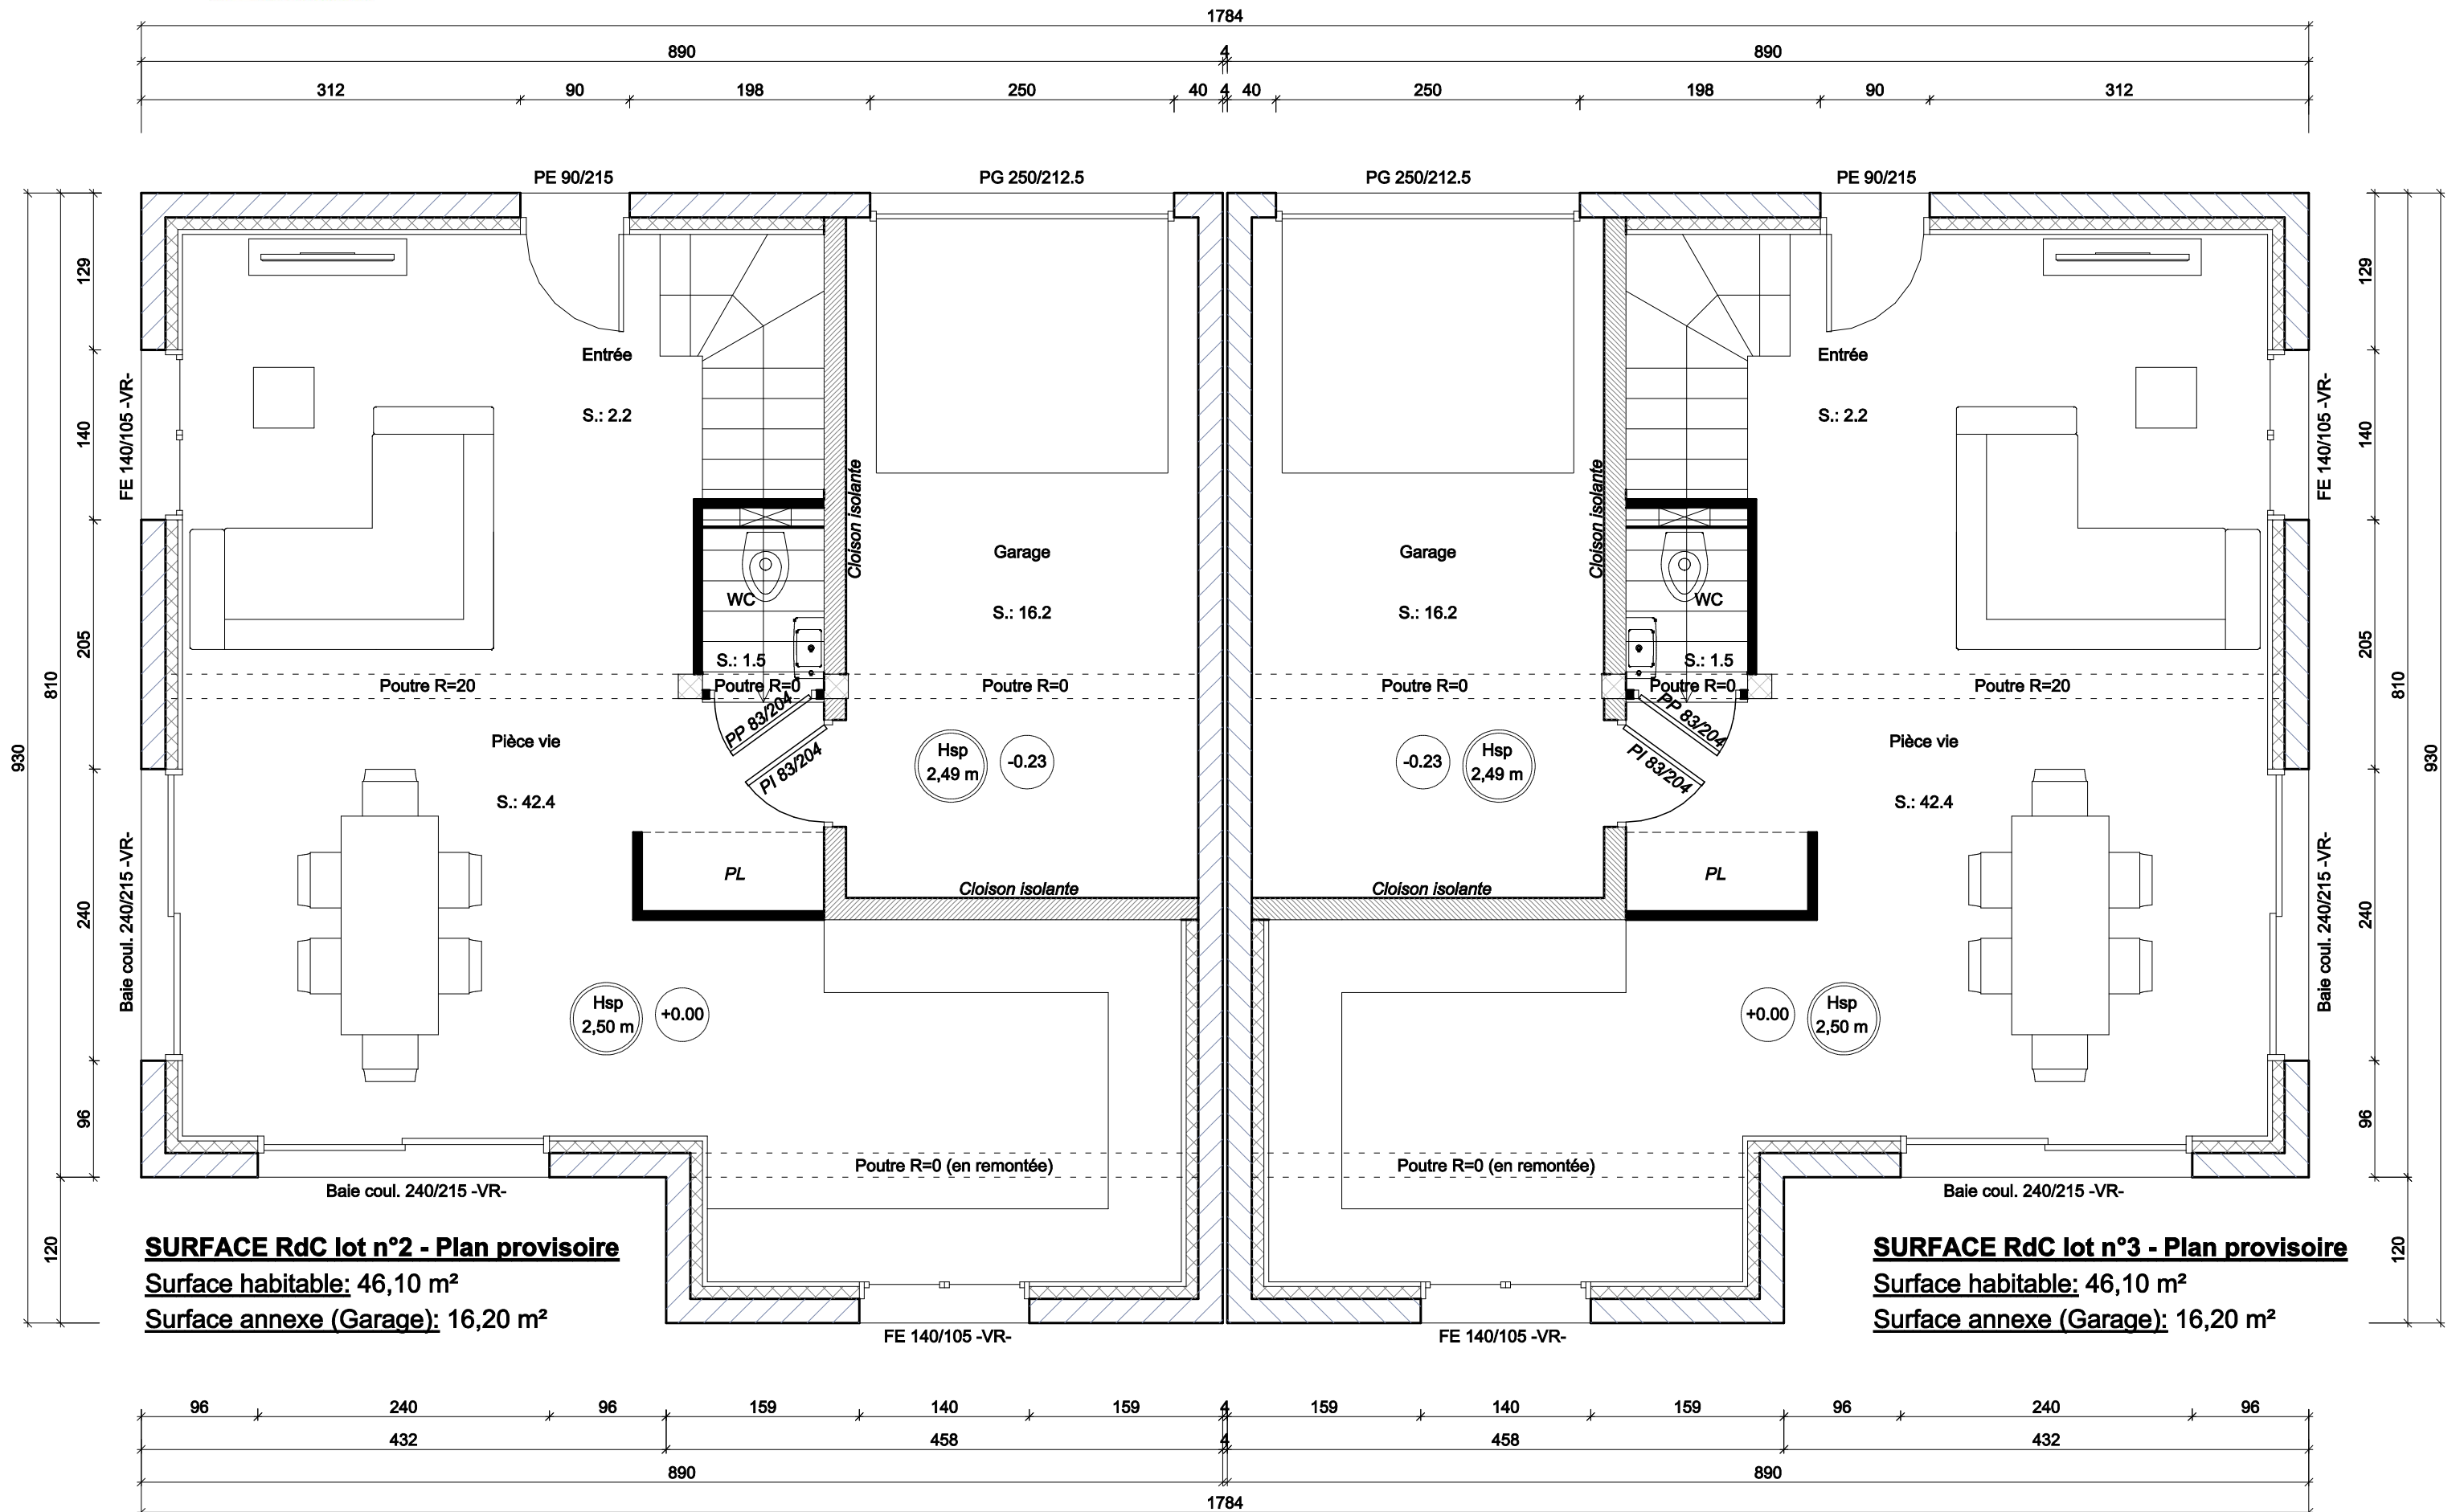 1784
890 4 890
312 90 198 250 40 4 40 250 198 90 312
PE 90/215 PG 250/212.5 PG 250/212.5 PE 90/215
129 129
Entrée Entrée
S.: 2.2 S.: 2.2
FE 140/105 -VR- FE 140/105 -VR-
140 140
Cloison isolante Cloison isolante
Garage Garage
WC WC
S.: 16.2 S.: 16.2
205 205
S.: 1.5 S.: 1.5
810 810
Poutre R=20 Poutre R=0 Poutre R=0 Poutre R=0 Poutre R=0 Poutre R=20
PP 83/204 PP 83/204
Pièce vie Pièce vie
930 930
Hsp -0.23 -0.23 Hsp
2,49 m 2,49 m
PI 83/204 PI 83/204
S.: 42.4 S.: 42.4
PL PL
Cloison isolante Cloison isolante
Baie coul. 240/215 -VR- Baie coul. 240/215 -VR-
240 240
Hsp +0.00 +0.00 Hsp
2,50 m 2,50 m
96 96
Poutre R=0 (en remontée) Poutre R=0 (en remontée)
Baie coul. 240/215 -VR- Baie coul. 240/215 -VR-
120 120
SURFACE RdC lot n°2 - Plan provisoire
Surface habitable: 46,10 m²
Surface annexe (Garage): 16,20 m²
SURFACE RdC lot n°3 - Plan provisoire
Surface habitable: 46,10 m²
Surface annexe (Garage): 16,20 m²
FE 140/105 -VR- FE 140/105 -VR-
96 240 96 159 140 159 4 159 140 159 96 240 96
432 458 4 458 432
890 890
1784